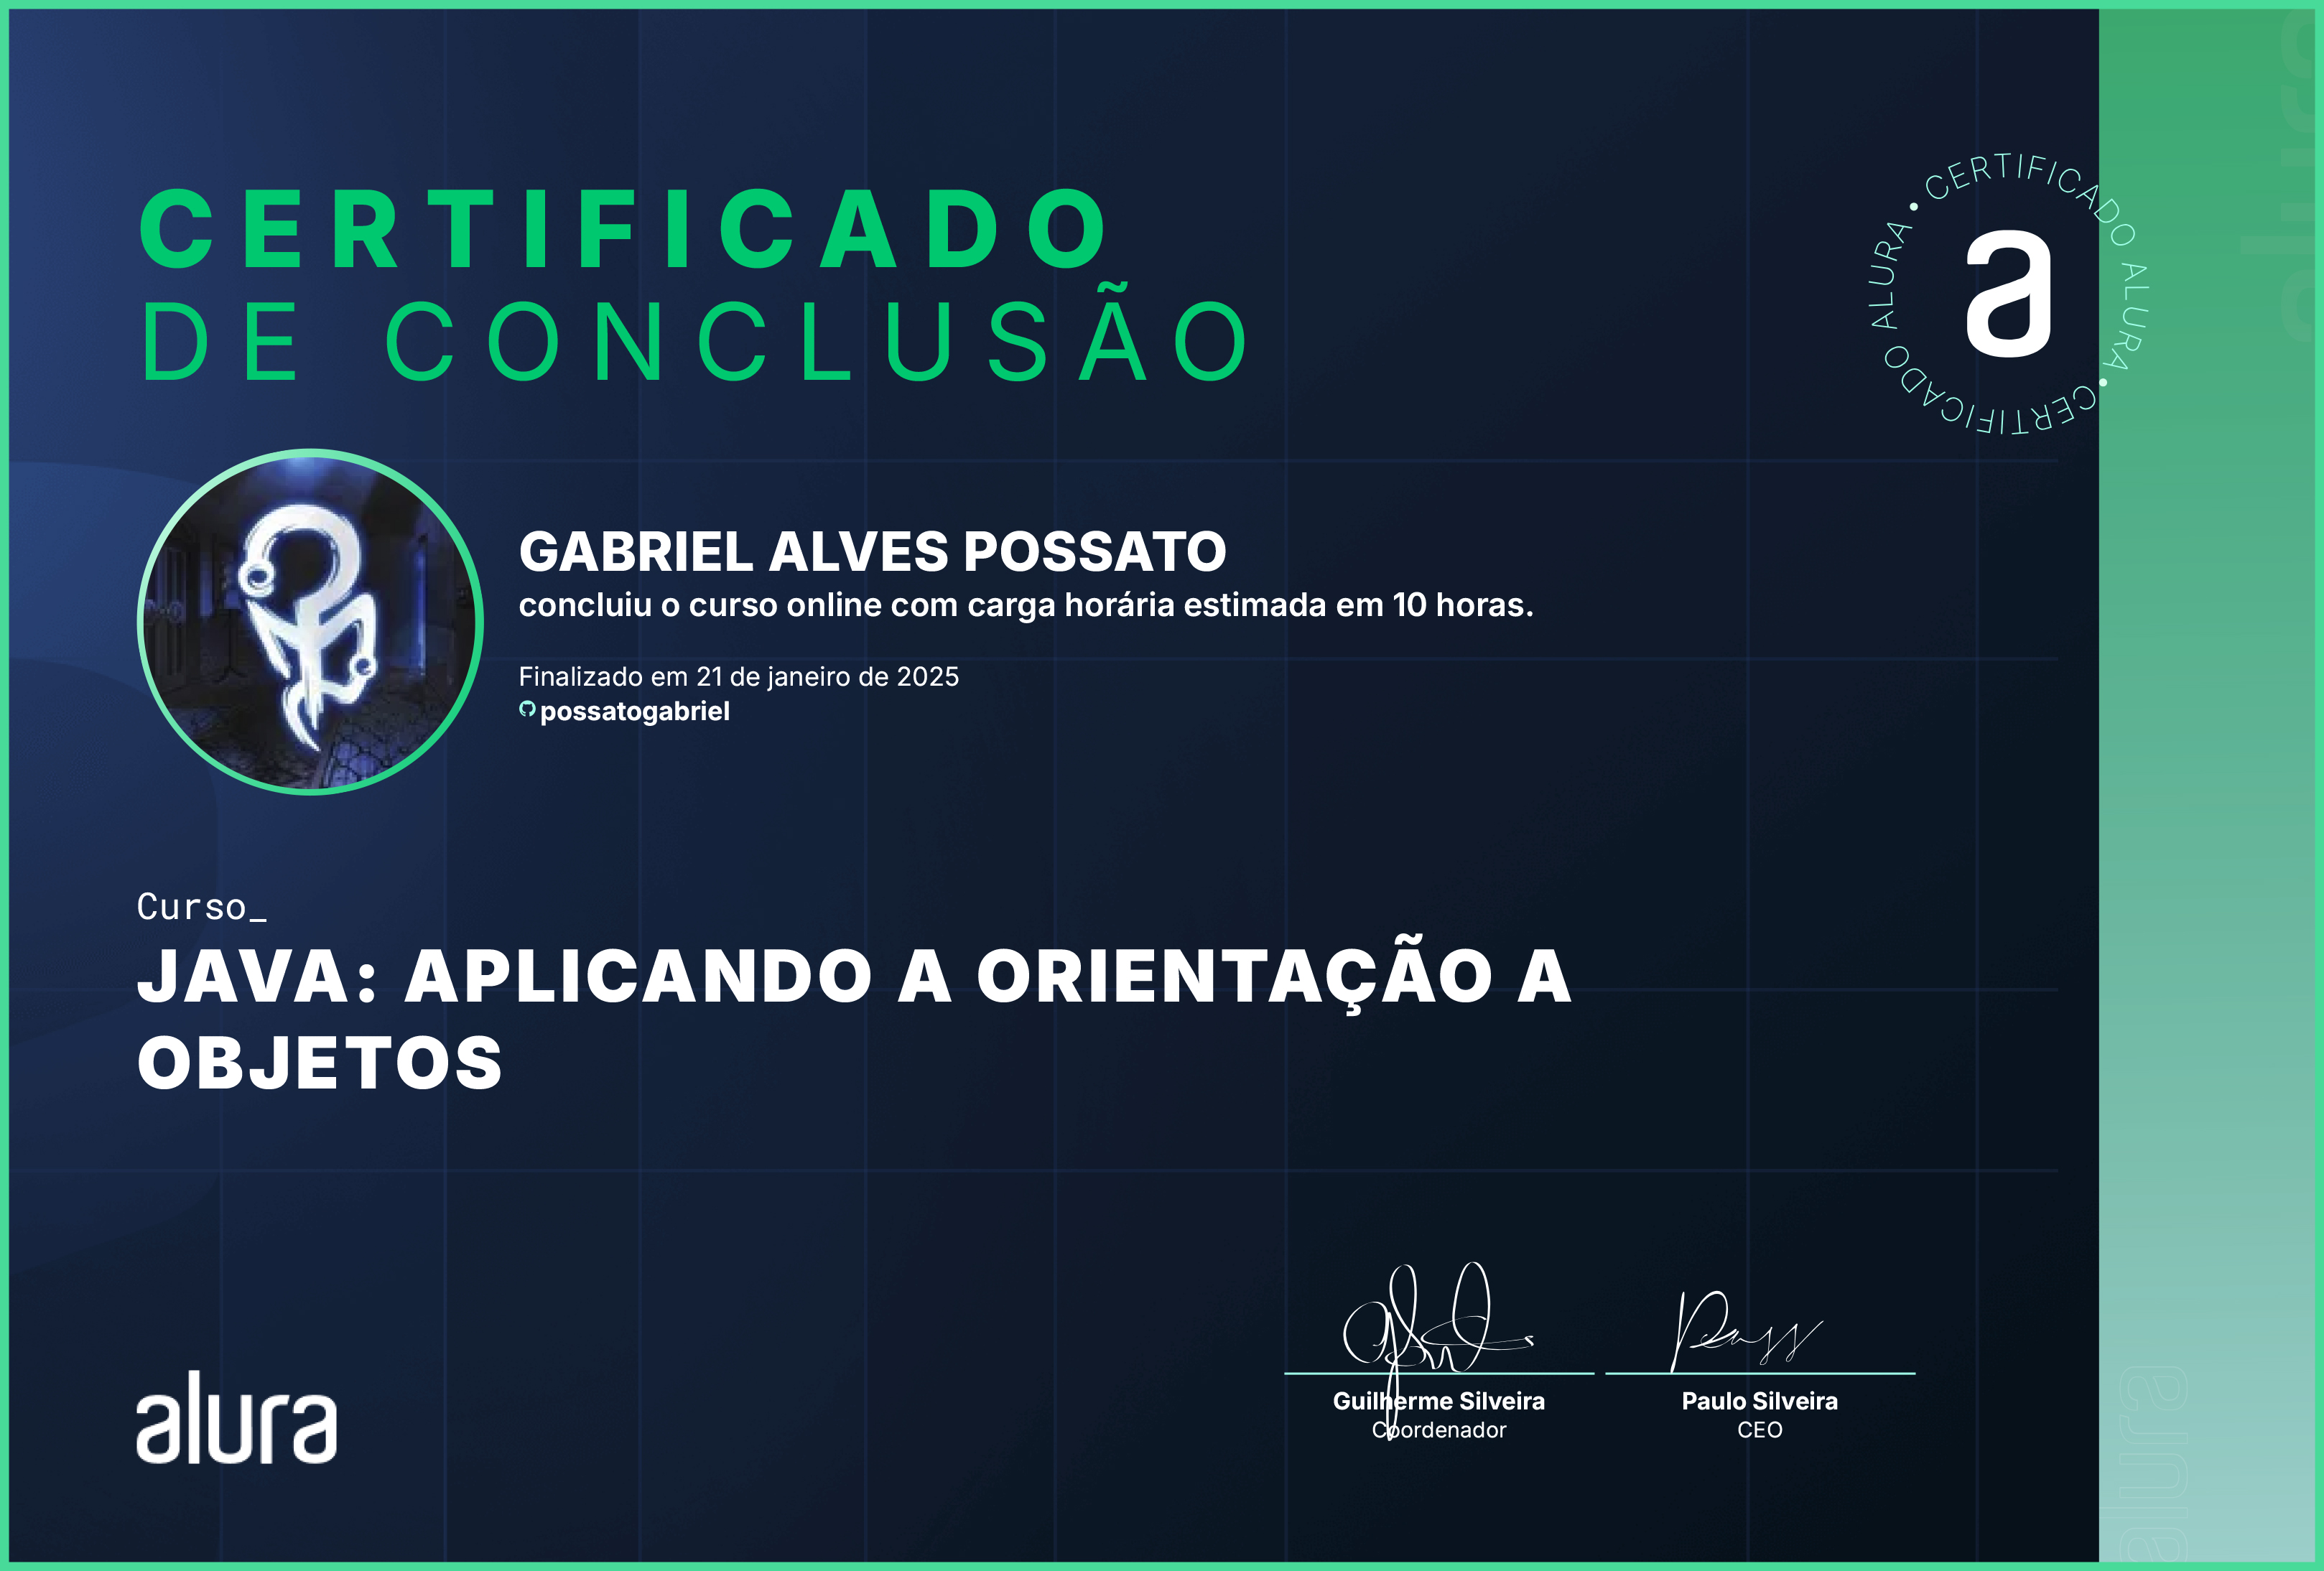 CERTIFICADO
DE CONCLUSÃO
CERTIFICADO ALURA • CERTIFICADO ALURA •
a
GABRIEL ALVES POSSATO
concluiu o curso online com carga horária estimada em 10 horas.
Finalizado em 21 de janeiro de 2025
possatogabriel
Curso_
JAVA: APLICANDO A ORIENTAÇÃO A
OBJETOS
Guilherme Silveira
Coordenador
Paulo Silveira
CEO
alura
alura
alura